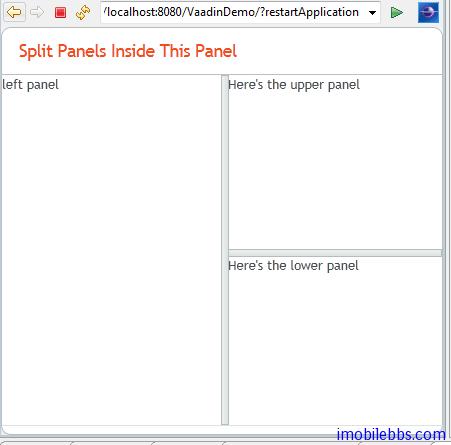 /localhost:8080/VaadinDemo/?restartApplication
Split Panels Inside This Panel
left panel
Here's the upper panel
Here's the lower panel
imobilebbs.com